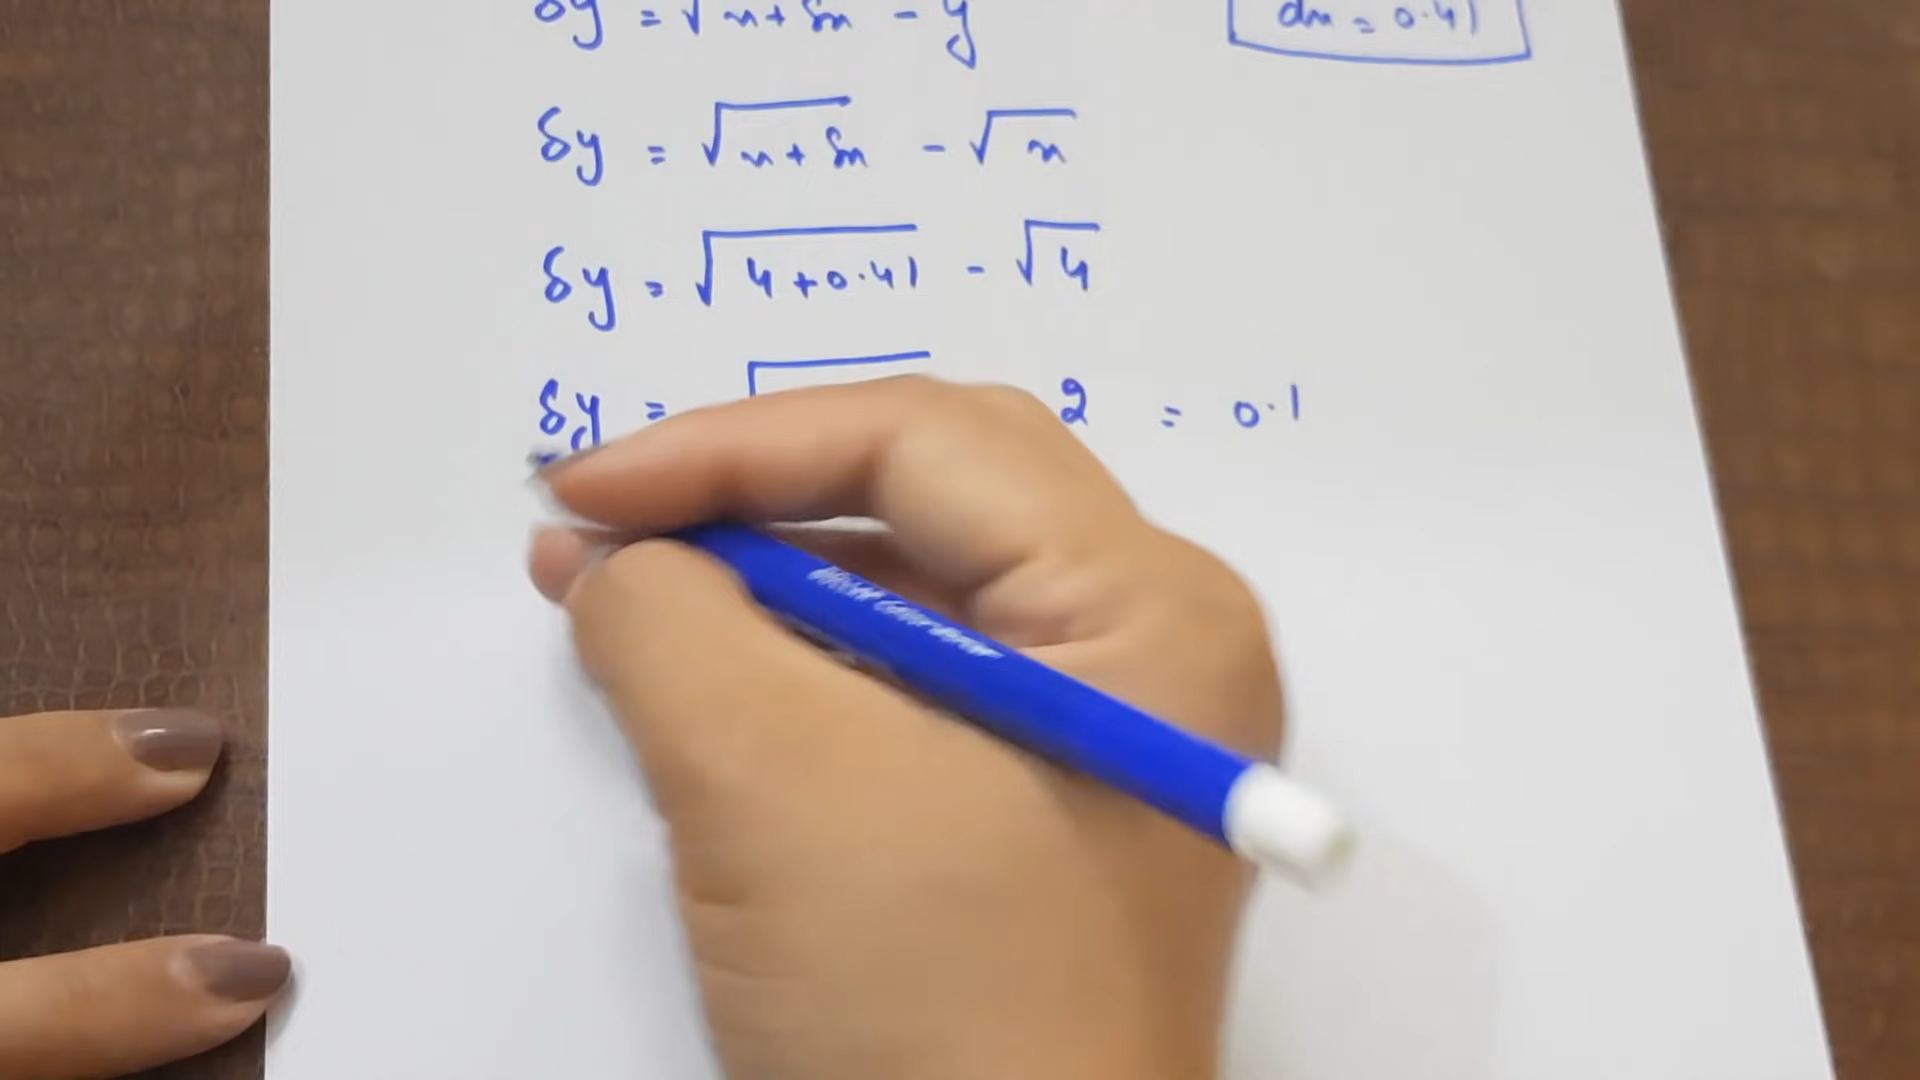 δy = √x+δx - y
dx = 0.41
δy = √x+δx - √x
δy = √4+0.41 - √4
δy = √ 2 = 0.1